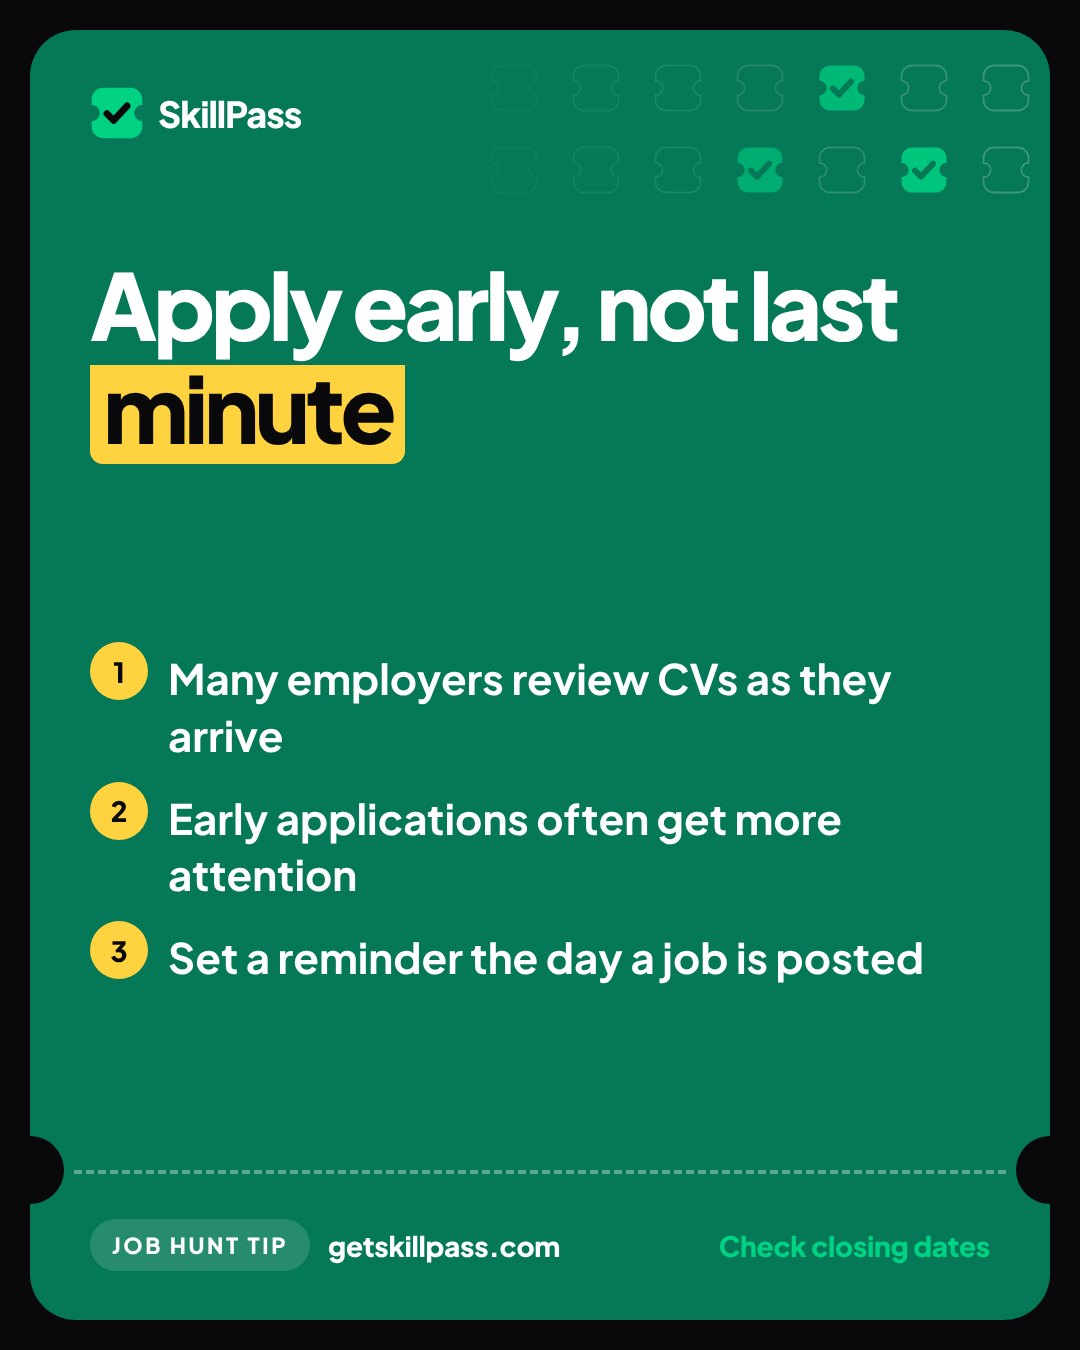 SkillPass
Apply early, not last
minute
1 Many employers review CVs as they
arrive
2 Early applications often get more
attention
3 Set a reminder the day a job is posted
JOB HUNT TIP getskillpass.com Check closing dates